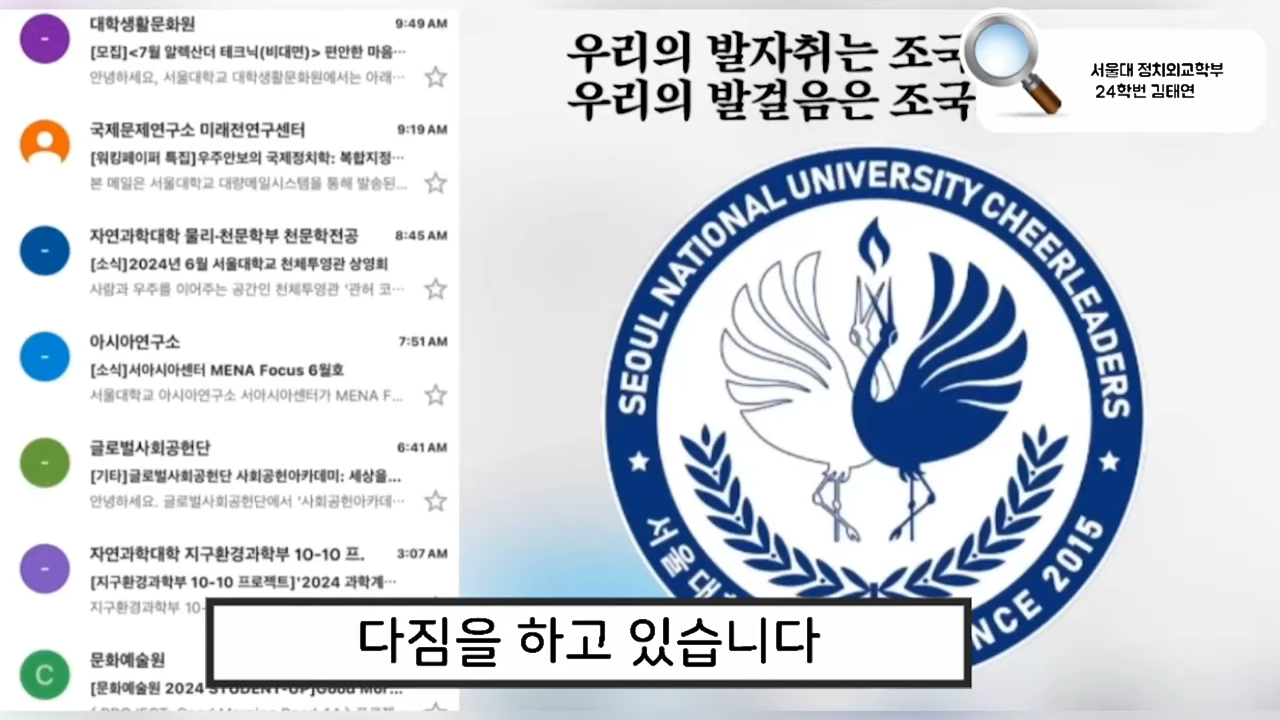 대학생활문화원
9:49 AM
[모집]<7월 알렉산더 테크닉(비대면)> 편안한 마음…
안녕하세요, 서울대학교 대학생활문화원에서는 아래…
국제문제연구소 미래전연구센터
9:19 AM
[워킹페이퍼 특집]우주안보의 국제정치학: 복합지정…
본 메일은 서울대학교 대량메일시스템을 통해 발송된…
자연과학대학 물리·천문학부 천문학전공
8:45 AM
[소식]2024년 6월 서울대학교 천체투영관 상영회
사람과 우주를 이어주는 공간인 천체투영관 '관허 코…
아시아연구소
7:51 AM
[소식]서아시아센터 MENA Focus 6월호
서울대학교 아시아연구소 서아시아센터가 MENA F…
글로벌사회공헌단
6:41 AM
[기타]글로벌사회공헌단 사회공헌아카데미: 세상을…
안녕하세요. 글로벌사회공헌단에서 '사회공헌아카데…
자연과학대학 지구환경과학부 10-10 프.
3:07 AM
[지구환경과학부 10-10 프로젝트]'2024 과학계…
지구환경과학부 10-
C
문화예술원
[문화예술원 2024 STUDENT-UP]Good Mor…
우리의 발자취는 조국
우리의 발걸음은 조국
서울대 정치외교학부
24학번 김태연
SEOUL NATIONAL UNIVERSITY CHEERLEADERS
서울대
NCE 2015
다짐을 하고 있습니다